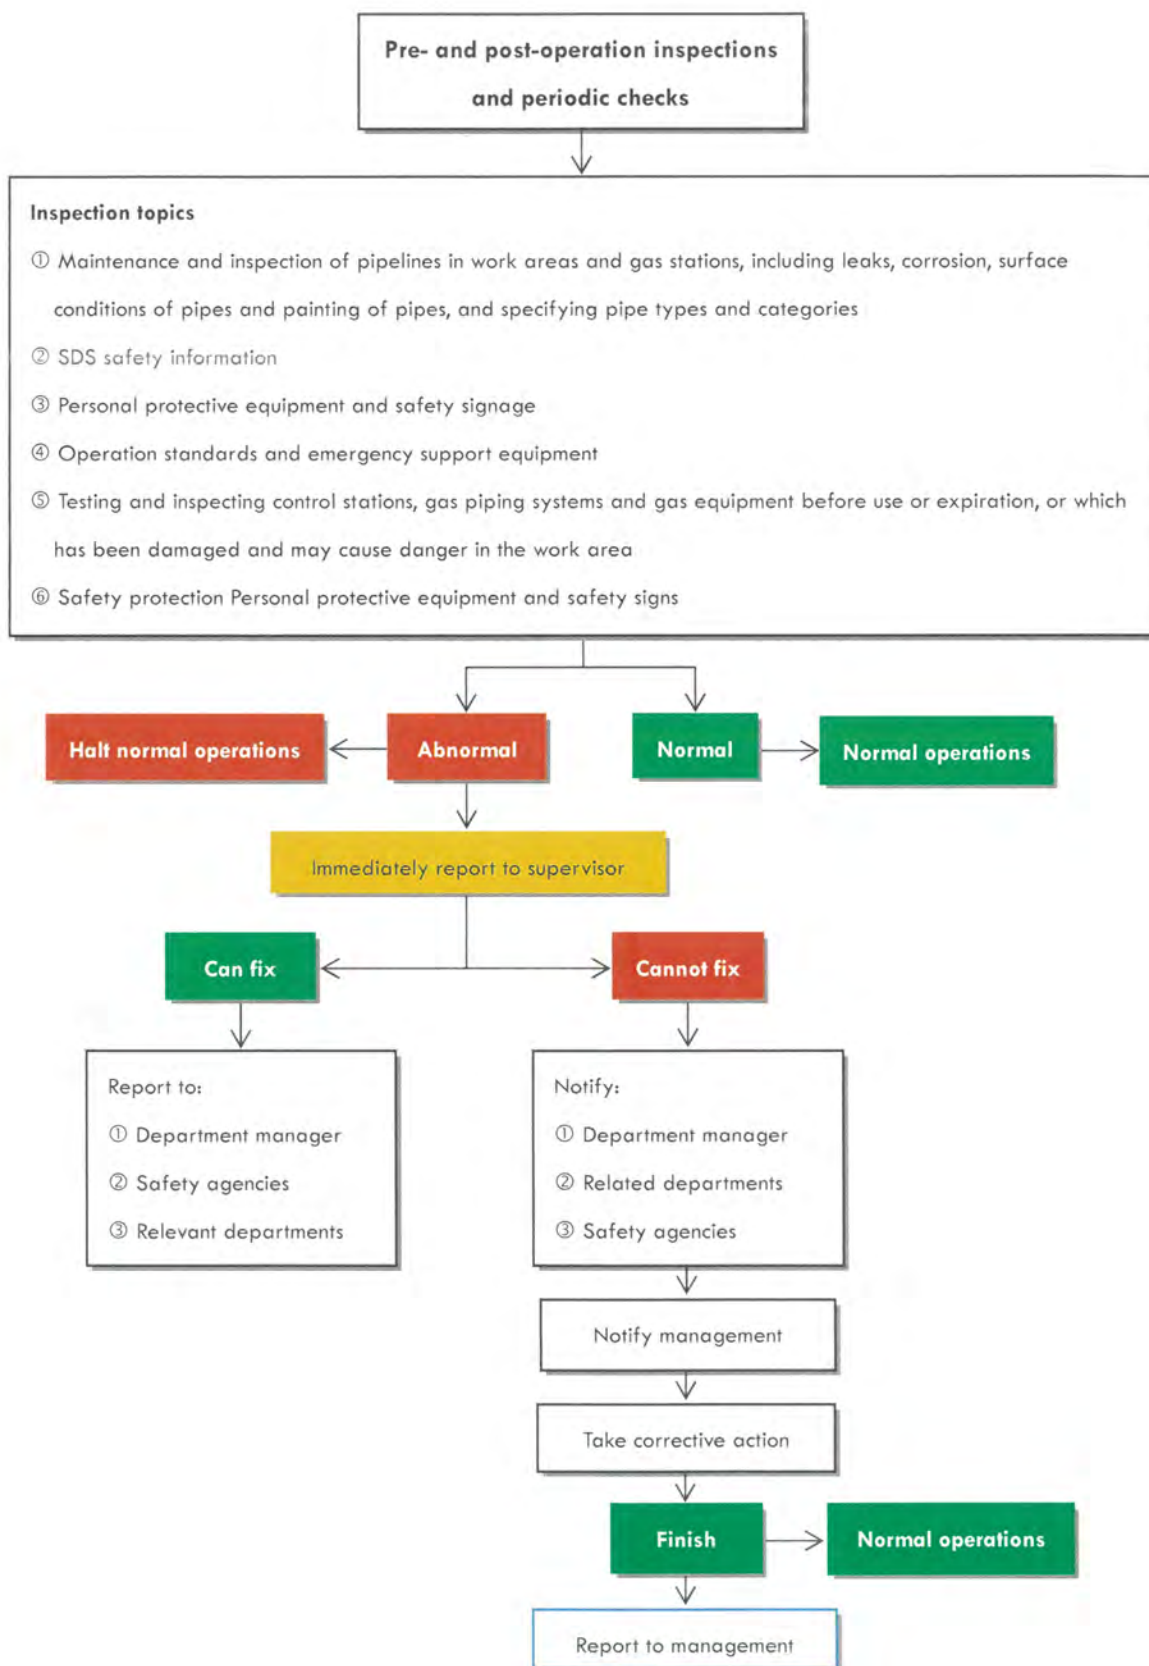 Pre- and post-operation inspections
and periodic checks
Inspection topics
① Maintenance and inspection of pipelines in work areas and gas stations, including leaks, corrosion, surface
conditions of pipes and painting of pipes, and specifying pipe types and categories
② SDS safety information
③ Personal protective equipment and safety signage
④ Operation standards and emergency support equipment
⑤ Testing and inspecting control stations, gas piping systems and gas equipment before use or expiration, or which
has been damaged and may cause danger in the work area
⑥ Safety protection Personal protective equipment and safety signs
Halt normal operations
Abnormal
Normal
Normal operations
Immediately report to supervisor
Can fix
Cannot fix
Report to:
① Department manager
② Safety agencies
③ Relevant departments
Notify:
① Department manager
② Related departments
③ Safety agencies
Notify management
Take corrective action
Finish
Normal operations
Report to management